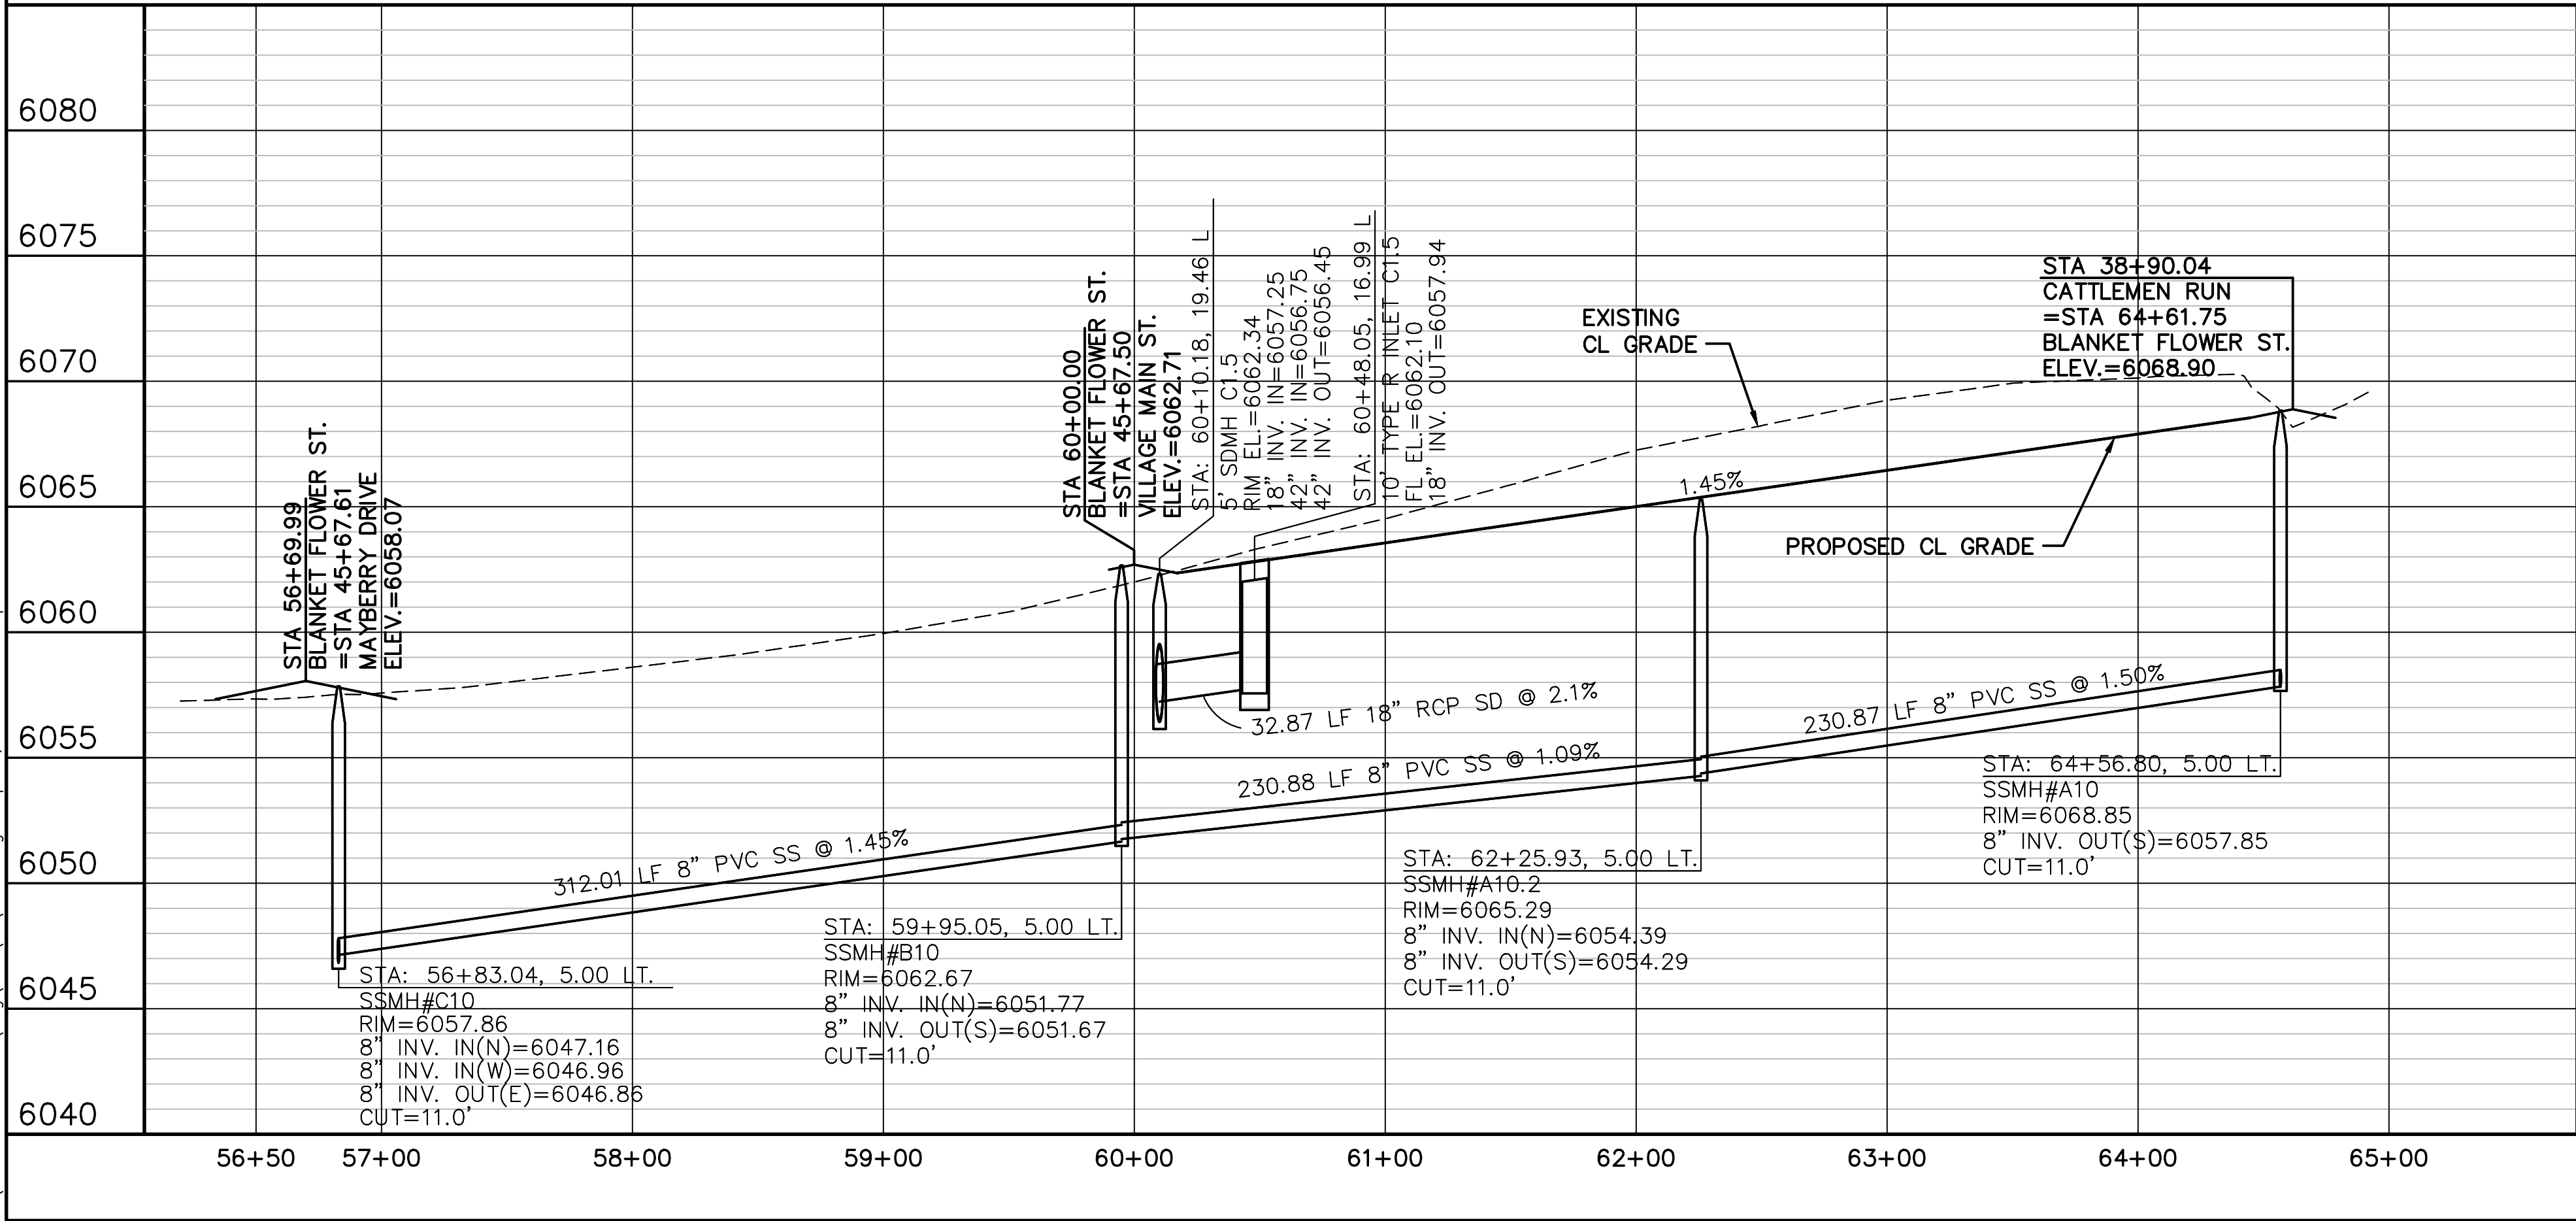 6080
6075
6070
6065
6060
6055
6050
6045
6040
STA 56+69.99
BLANKET FLOWER ST.
=STA 45+67.61
MAYBERRY DRIVE
ELEV.=6058.07
STA 60+00.00
BLANKET FLOWER ST.
=STA 45+67.50
VILLAGE MAIN ST.
ELEV.=6062.71
STA: 60+10.18, 19.46 L
5' SDMH C1.5
RIM EL.=6062.34
18" INV. IN=6057.25
42" INV. IN=6056.75
42" INV. OUT=6056.45
STA: 60+48.05, 16.99 L
10' TYPE R INLET C1.5
FL EL.=6062.10
18" INV. OUT=6057.94
EXISTING
CL GRADE
STA 38+90.04
CATTLEMEN RUN
=STA 64+61.75
BLANKET FLOWER ST.
ELEV.=6068.90
1.45%
PROPOSED CL GRADE
32.87 LF 18" RCP SD @ 2.1%
312.01 LF 8" PVC SS @ 1.45%
230.88 LF 8" PVC SS @ 1.09%
230.87 LF 8" PVC SS @ 1.50%
STA: 56+83.04, 5.00 LT.
SSMH#C10
RIM=6057.86
8" INV. IN(N)=6047.16
8" INV. IN(W)=6046.96
8" INV. OUT(E)=6046.86
CUT=11.0'
STA: 59+95.05, 5.00 LT.
SSMH#B10
RIM=6062.67
8" INV. IN(N)=6051.77
8" INV. OUT(S)=6051.67
CUT=11.0'
STA: 62+25.93, 5.00 LT.
SSMH#A10.2
RIM=6065.29
8" INV. IN(N)=6054.39
8" INV. OUT(S)=6054.29
CUT=11.0'
STA: 64+56.80, 5.00 LT.
SSMH#A10
RIM=6068.85
8" INV. OUT(S)=6057.85
CUT=11.0'
56+50
57+00
58+00
59+00
60+00
61+00
62+00
63+00
64+00
65+00